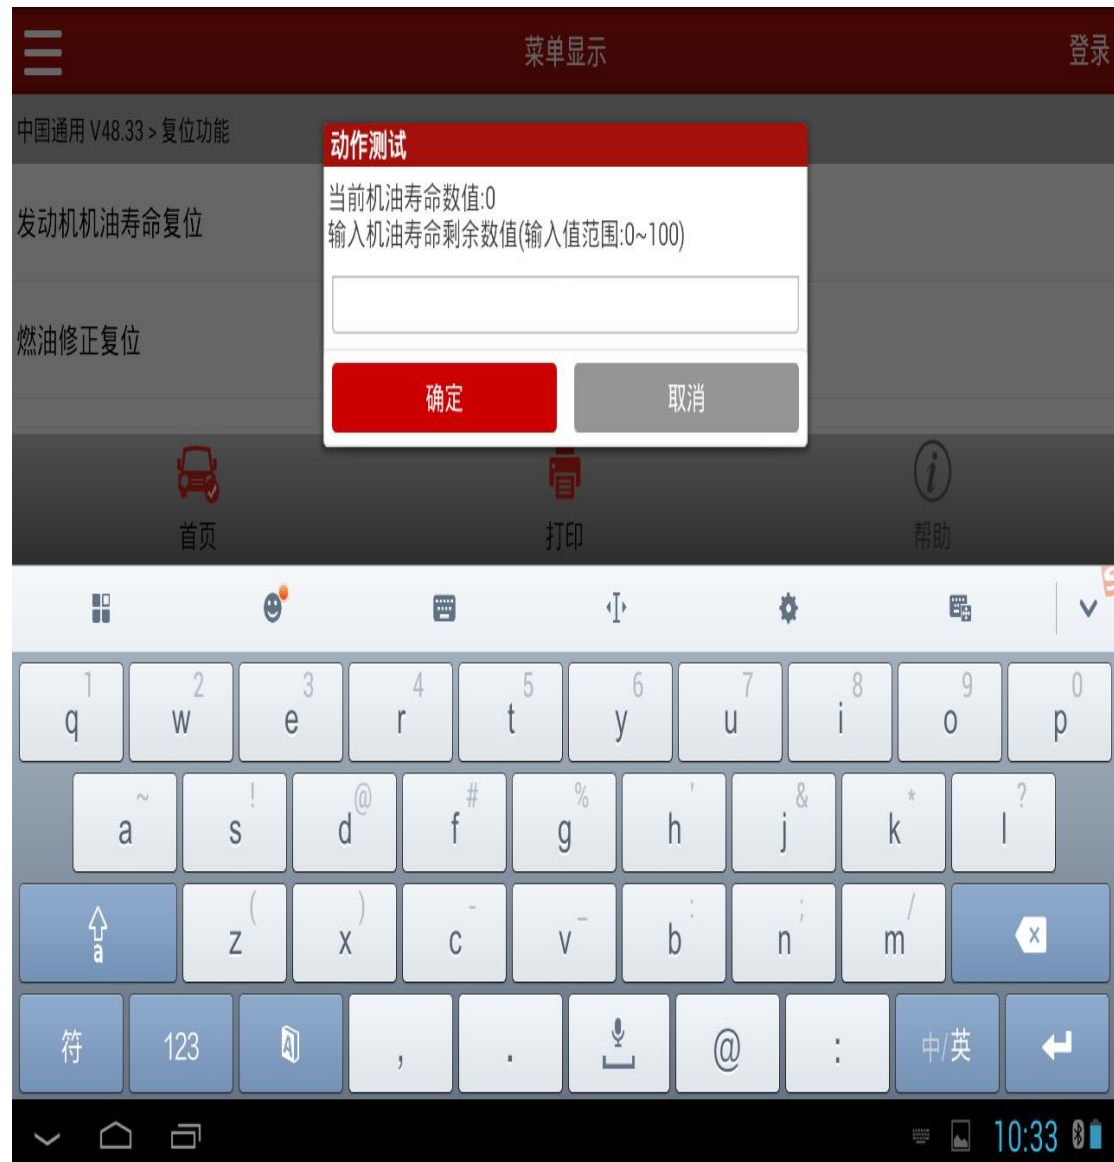 菜单显示
登录
中国通用 V48.33 > 复位功能
动作测试
当前机油寿命数值:0
输入机油寿命剩余数值(输入值范围:0~100)
发动机机油寿命复位
燃油修正复位
确定
取消
首页
打印
帮助
1 2 3 4 5 6 7 8 9 0
q w e r t y u i o p
~ ! @ # % ' & * ?
a s d f g h j k l
( ) - _ : ; /
a z x c v b n m
符 123 , . @ : 中/英
10:33